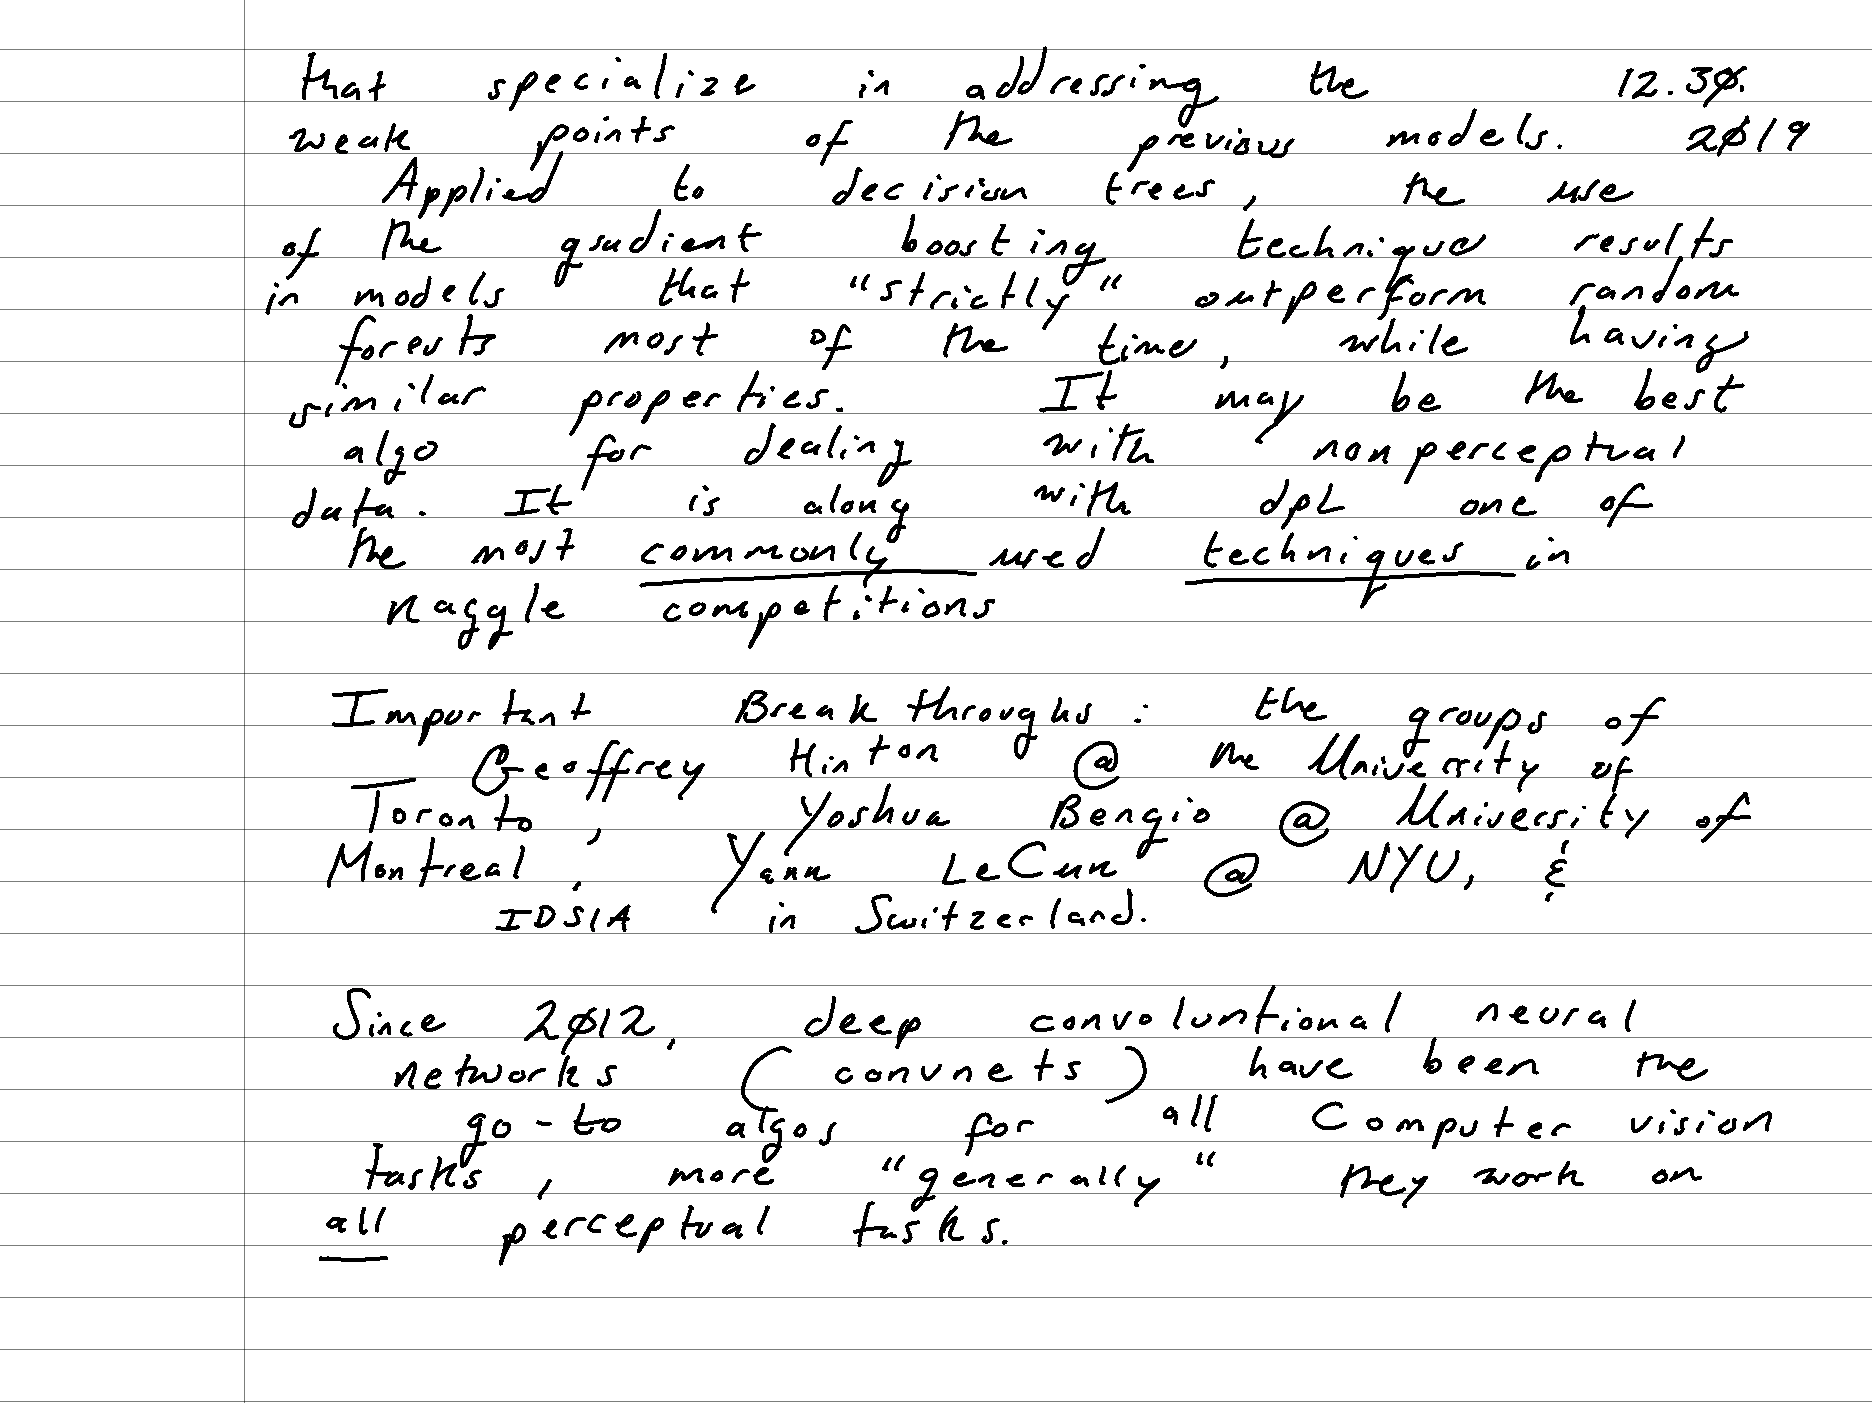 that specialize in addressing the 12.30.
weak points of the previous models. 2019
Applied to decision trees, the use
of the gradient boosting technique results
in models that "strictly" outperform random
forests most of the time, while having
similar properties. It may be the best
algo for dealing with nonperceptual
data. It is along with dpL one of
the most commonly used techniques in
Kaggle competitions
Important Breakthroughs: the groups of
Geoffrey Hinton @ the University of
Toronto, Yoshua Bengio @ University of
Montreal, Yann LeCun @ NYU, &
IDSIA in Switzerland.
Since 2012, deep convoluntional neural
networks (convnets) have been the
go-to algos for all Computer vision
tasks, more "generally" they work on
all perceptual tasks.